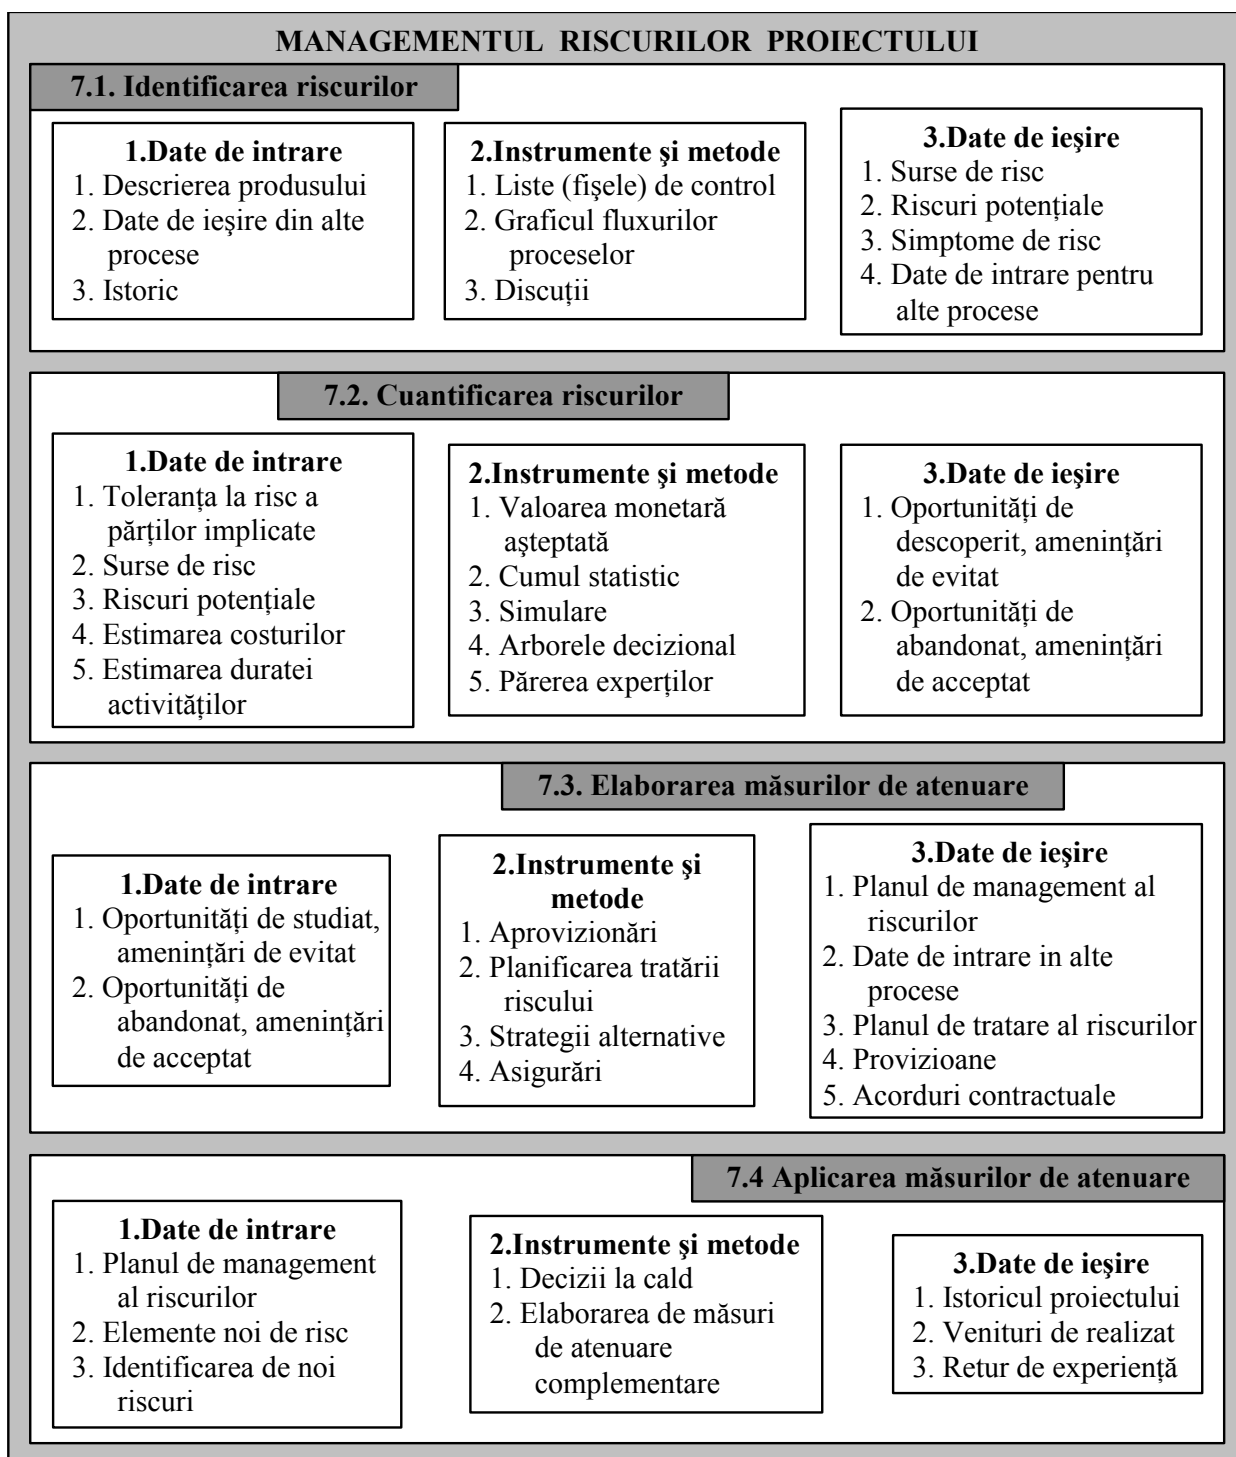 MANAGEMENTUL RISCURILOR PROIECTULUI
7.1. Identificarea riscurilor
1.Date de intrare
1. Descrierea produsului
2. Date de ieşire din alte
procese
3. Istoric
2.Instrumente şi metode
1. Liste (fişele) de control
2. Graficul fluxurilor
proceselor
3. Discuţii
3.Date de ieşire
1. Surse de risc
2. Riscuri potenţiale
3. Simptome de risc
4. Date de intrare pentru
alte procese
7.2. Cuantificarea riscurilor
1.Date de intrare
1. Toleranţa la risc a
părţilor implicate
2. Surse de risc
3. Riscuri potenţiale
4. Estimarea costurilor
5. Estimarea duratei
activităţilor
2.Instrumente şi metode
1. Valoarea monetară
aşteptată
2. Cumul statistic
3. Simulare
4. Arborele decizional
5. Părerea experţilor
3.Date de ieşire
1. Oportunităţi de
descoperit, ameninţări
de evitat
2. Oportunităţi de
abandonat, ameninţări
de acceptat
7.3. Elaborarea măsurilor de atenuare
1.Date de intrare
1. Oportunităţi de studiat,
ameninţări de evitat
2. Oportunităţi de
abandonat, ameninţări
de acceptat
2.Instrumente şi
metode
1. Aprovizionări
2. Planificarea tratării
riscului
3. Strategii alternative
4. Asigurări
3.Date de ieşire
1. Planul de management al
riscurilor
2. Date de intrare in alte
procese
3. Planul de tratare al riscurilor
4. Provizioane
5. Acorduri contractuale
7.4 Aplicarea măsurilor de atenuare
1.Date de intrare
1. Planul de management
al riscurilor
2. Elemente noi de risc
3. Identificarea de noi
riscuri
2.Instrumente şi metode
1. Decizii la cald
2. Elaborarea de măsuri
de atenuare
complementare
3.Date de ieşire
1. Istoricul proiectului
2. Venituri de realizat
3. Retur de experienţă